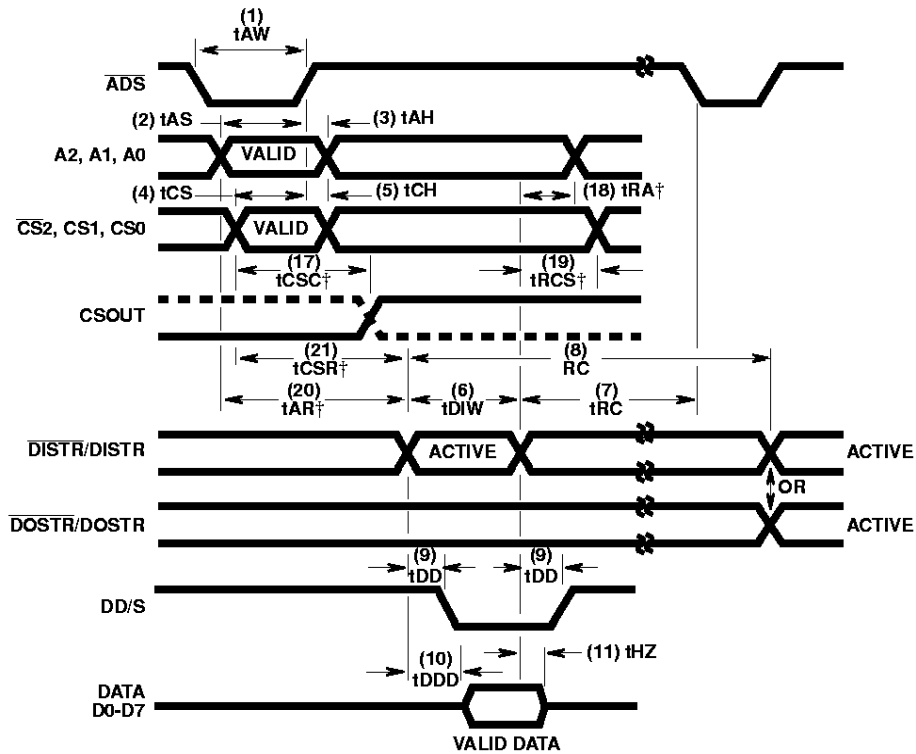 (1)
tAW
ADS
(2) tAS
(3) tAH
A2, A1, A0
VALID
(4) tCS
(5) tCH
(18) tRA†
CS2, CS1, CS0
VALID
(17)
tCSC†
(19)
tRCS†
CSOUT
(21)
tCSR†
(8)
RC
(20)
tAR†
(6)
tDIW
(7)
tRC
DISTR/DISTR
ACTIVE
ACTIVE
OR
DOSTR/DOSTR
ACTIVE
(9)
tDD
(9)
tDD
DD/S
(11) tHZ
(10)
tDDD
DATA
D0-D7
VALID DATA